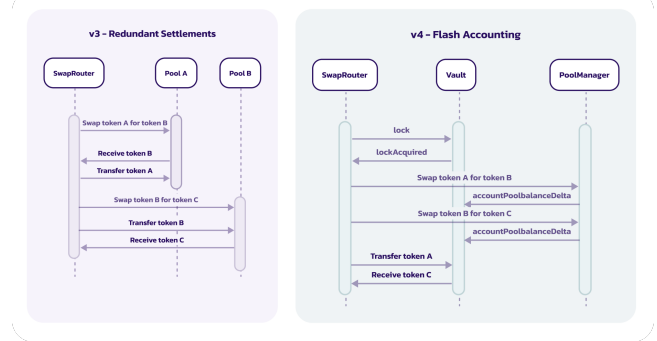 v3 - Redundant Settlements
SwapRouter
Pool A
Pool B
Swap token A for token B
Receive token B
Transfer token A
Swap token B for token C
Transfer token B
Receive token C
v4 - Flash Accounting
SwapRouter
Vault
PoolManager
lock
lockAcquired
Swap token A for token B
accountPoolbalanceDelta
Swap token B for token C
accountPoolbalanceDelta
Transfer token A
Receive token C